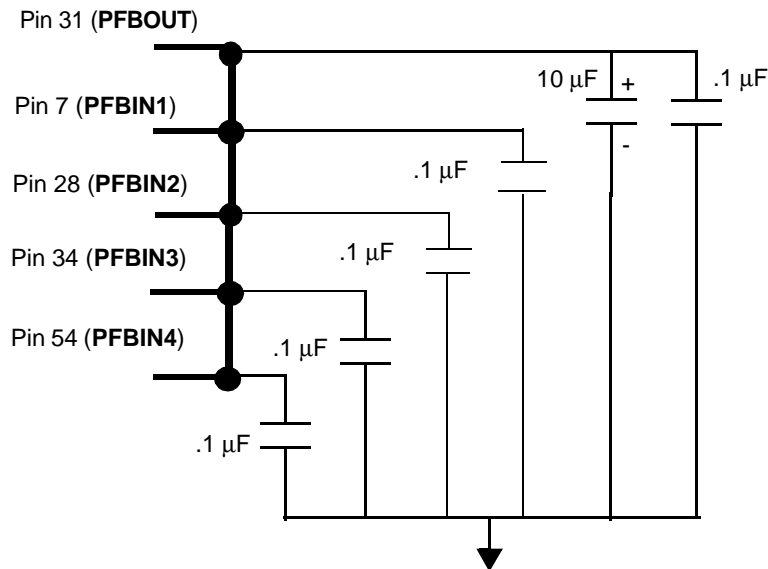 Pin 31 (PFBOUT)
10 μF
+
.1 μF
-
Pin 7 (PFBIN1)
.1 μF
Pin 28 (PFBIN2)
.1 μF
Pin 34 (PFBIN3)
.1 μF
Pin 54 (PFBIN4)
.1 μF